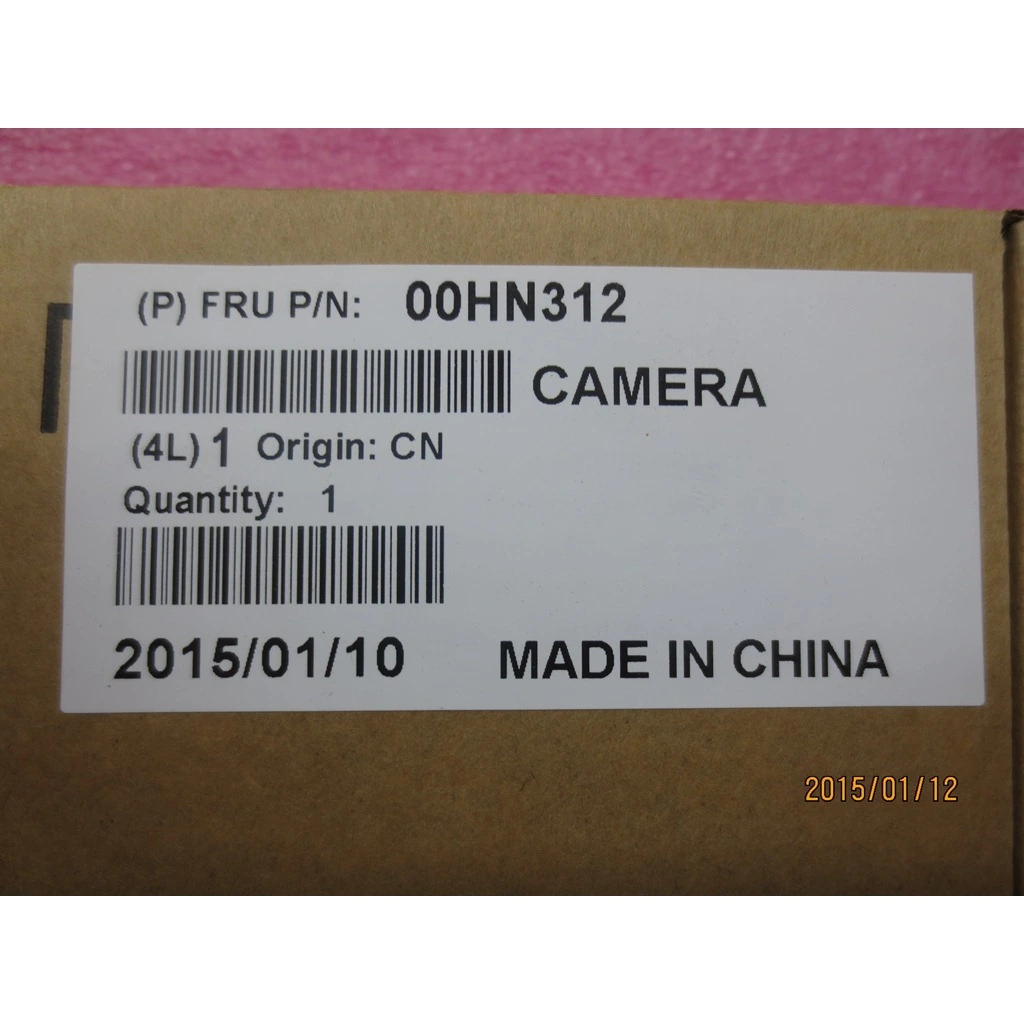 (P) FRU P/N: 00HN312
CAMERA
(4L) 1 Origin: CN
Quantity: 1
2015/01/10 MADE IN CHINA
2015/01/12